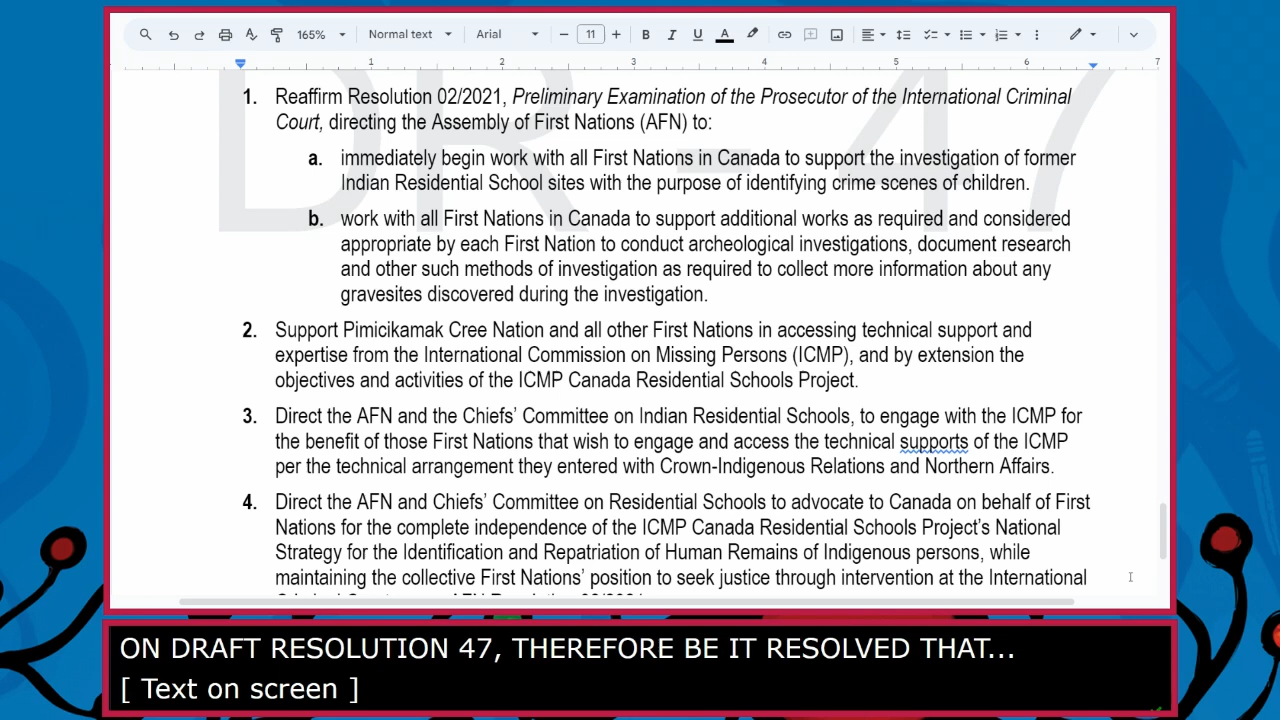 165%
Normal text
Arial
11
B I U A
1 2 3 4 5 6 7
DR - 47
1. Reaffirm Resolution 02/2021, Preliminary Examination of the Prosecutor of the International Criminal
Court, directing the Assembly of First Nations (AFN) to:
a. immediately begin work with all First Nations in Canada to support the investigation of former
Indian Residential School sites with the purpose of identifying crime scenes of children.
b. work with all First Nations in Canada to support additional works as required and considered
appropriate by each First Nation to conduct archeological investigations, document research
and other such methods of investigation as required to collect more information about any
gravesites discovered during the investigation.
2. Support Pimicikamak Cree Nation and all other First Nations in accessing technical support and
expertise from the International Commission on Missing Persons (ICMP), and by extension the
objectives and activities of the ICMP Canada Residential Schools Project.
3. Direct the AFN and the Chiefs’ Committee on Indian Residential Schools, to engage with the ICMP for
the benefit of those First Nations that wish to engage and access the technical supports of the ICMP
per the technical arrangement they entered with Crown-Indigenous Relations and Northern Affairs.
4. Direct the AFN and Chiefs’ Committee on Residential Schools to advocate to Canada on behalf of First
Nations for the complete independence of the ICMP Canada Residential Schools Project’s National
Strategy for the Identification and Repatriation of Human Remains of Indigenous persons, while
maintaining the collective First Nations’ position to seek justice through intervention at the International
ON DRAFT RESOLUTION 47, THEREFORE BE IT RESOLVED THAT...
[ Text on screen ]